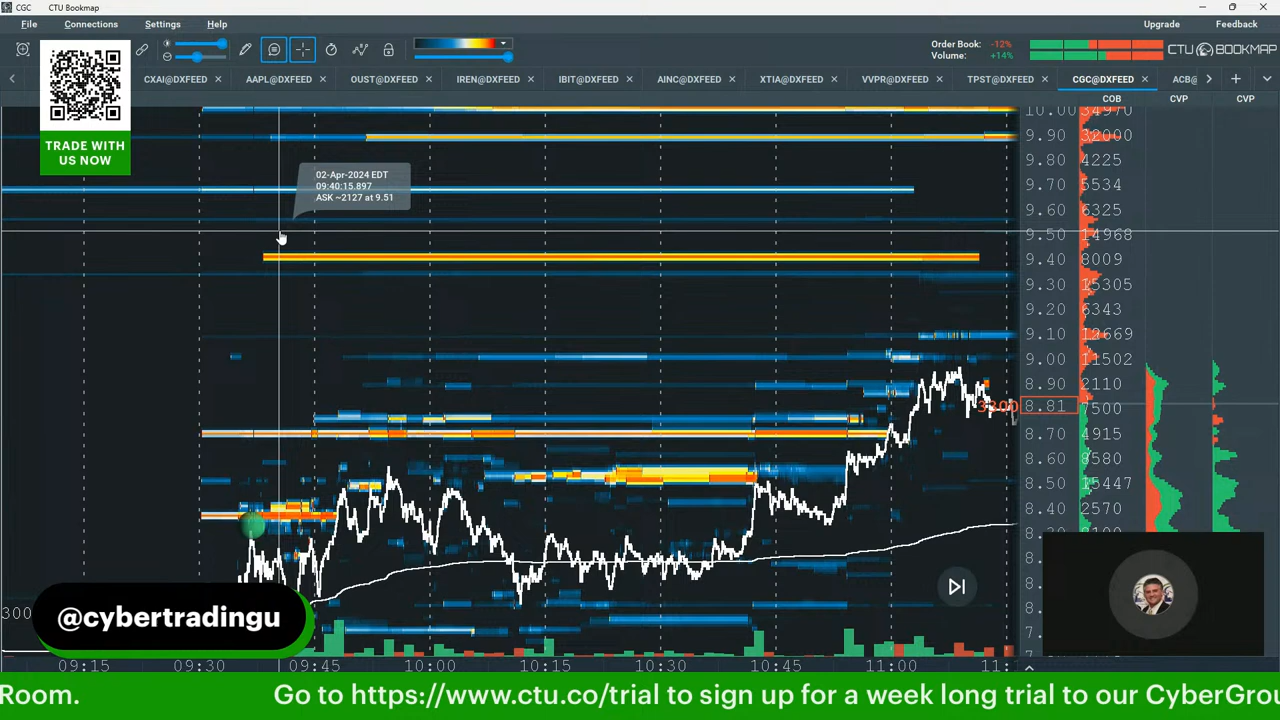 CGC CTU Bookmap
File Connections Settings Help Upgrade Feedback
Order Book: -12%
Volume: +14%
CTU BOOKMAP
CXAI@DXFEED AAPL@DXFEED OUST@DXFEED IREN@DXFEED IBIT@DXFEED AINC@DXFEED XTIA@DXFEED VVPR@DXFEED TPST@DXFEED CGC@DXFEED ACB@
COB CVP CVP
TRADE WITH
US NOW
02-Apr-2024 EDT
09:40:15.897
ASK ~2127 at 9.51
10.00 34970
9.90 32000
9.80 4225
9.70 5534
9.60 6325
9.50 14968
9.40 8009
9.30 15305
9.20 6343
9.10 12669
9.00 11502
8.90 2110
3300 8.81 7500
8.70 4915
8.60 8580
8.50 15447
8.40 2570
300
@cybertradingu
09:15 09:30 09:45 10:00 10:15 10:30 10:45 11:00
Room. Go to https://www.ctu.co/trial to sign up for a week long trial to our CyberGrou